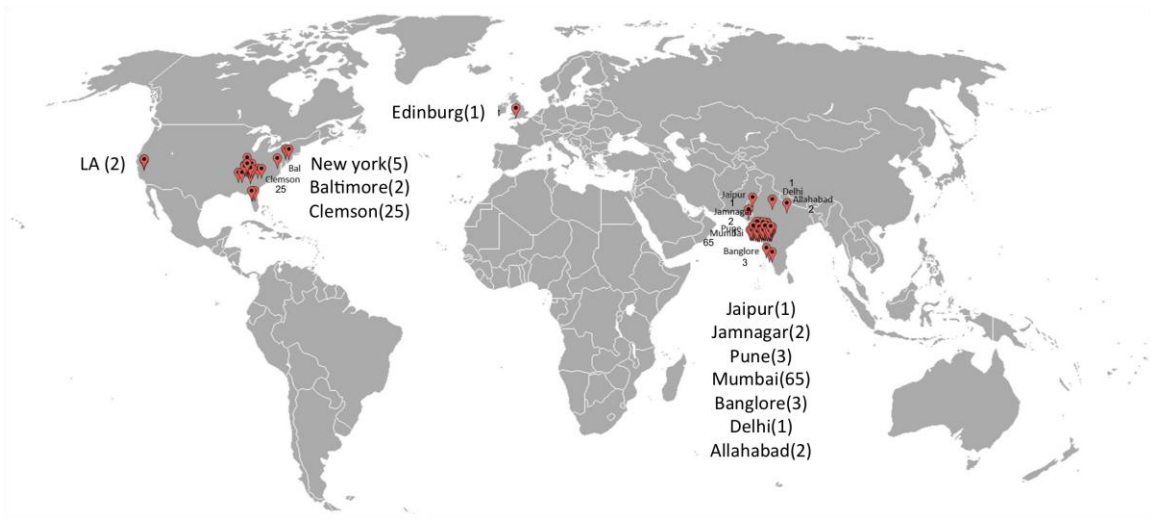 Edinburg(1)
LA (2)
New york(5)
Baltimore(2)
Clemson(25)
Bal
Clemson
25
Jaipur
1
Jamnagar
2
Pune
Mumbai
65
Banglore
3
1
Delhi
Allahabad
2
Jaipur(1)
Jamnagar(2)
Pune(3)
Mumbai(65)
Banglore(3)
Delhi(1)
Allahabad(2)